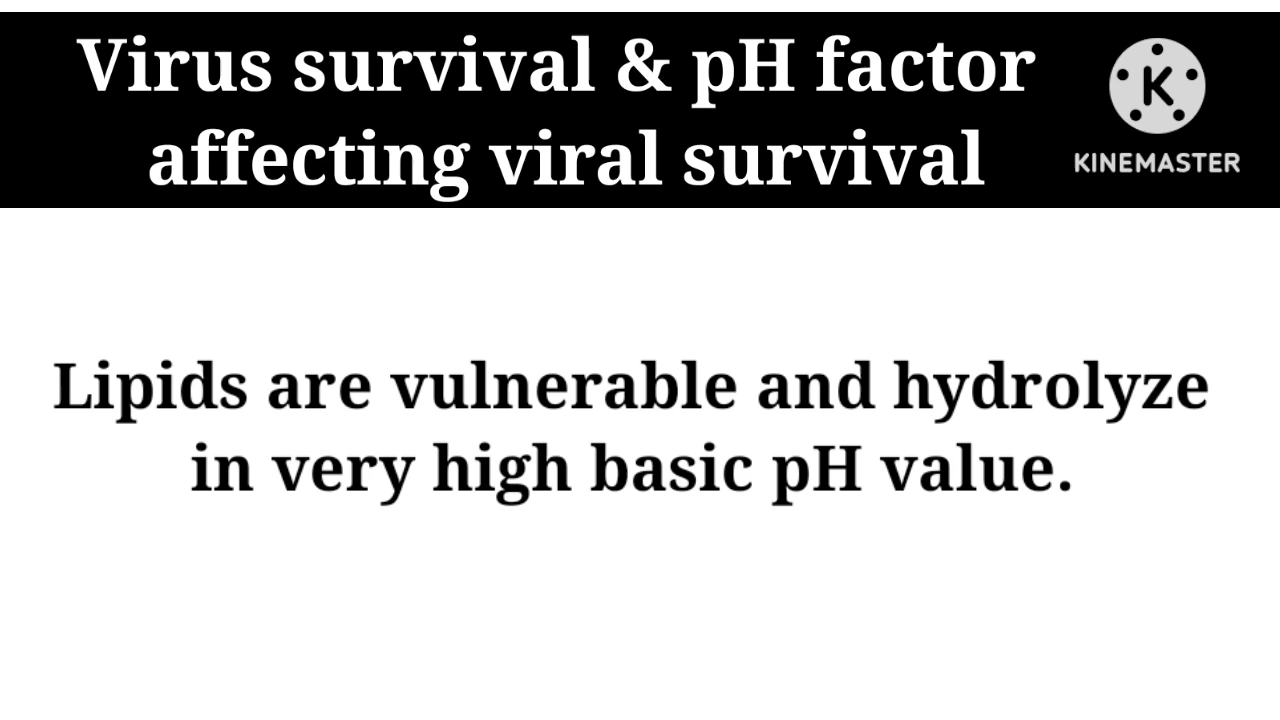 Virus survival & pH factor
affecting viral survival
K
KINEMASTER
Lipids are vulnerable and hydrolyze
in very high basic pH value.